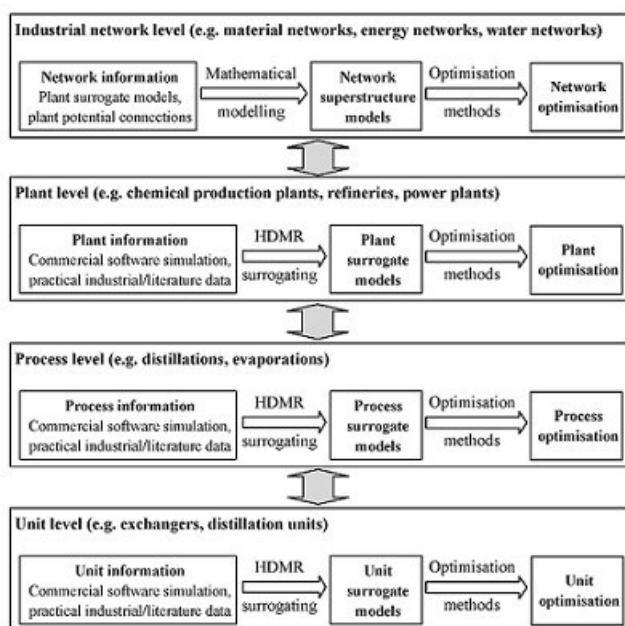 Industrial network level (e.g. material networks, energy networks, water networks)
Network information
Plant surrogate models,
plant potential connections
Mathematical
modelling
Network
superstructure
models
Optimisation
methods
Network
optimisation
Plant level (e.g. chemical production plants, refineries, power plants)
Plant information
Commercial software simulation,
practical industrial/literature data
HDMR
surrogating
Plant
surrogate
models
Optimisation
methods
Plant
optimisation
Process level (e.g. distillations, evaporations)
Process information
Commercial software simulation,
practical industrial/literature data
HDMR
surrogating
Process
surrogate
models
Optimisation
methods
Process
optimisation
Unit level (e.g. exchangers, distillation units)
Unit information
Commercial software simulation,
practical industrial/literature data
HDMR
surrogating
Unit
surrogate
models
Optimisation
methods
Unit
optimisation